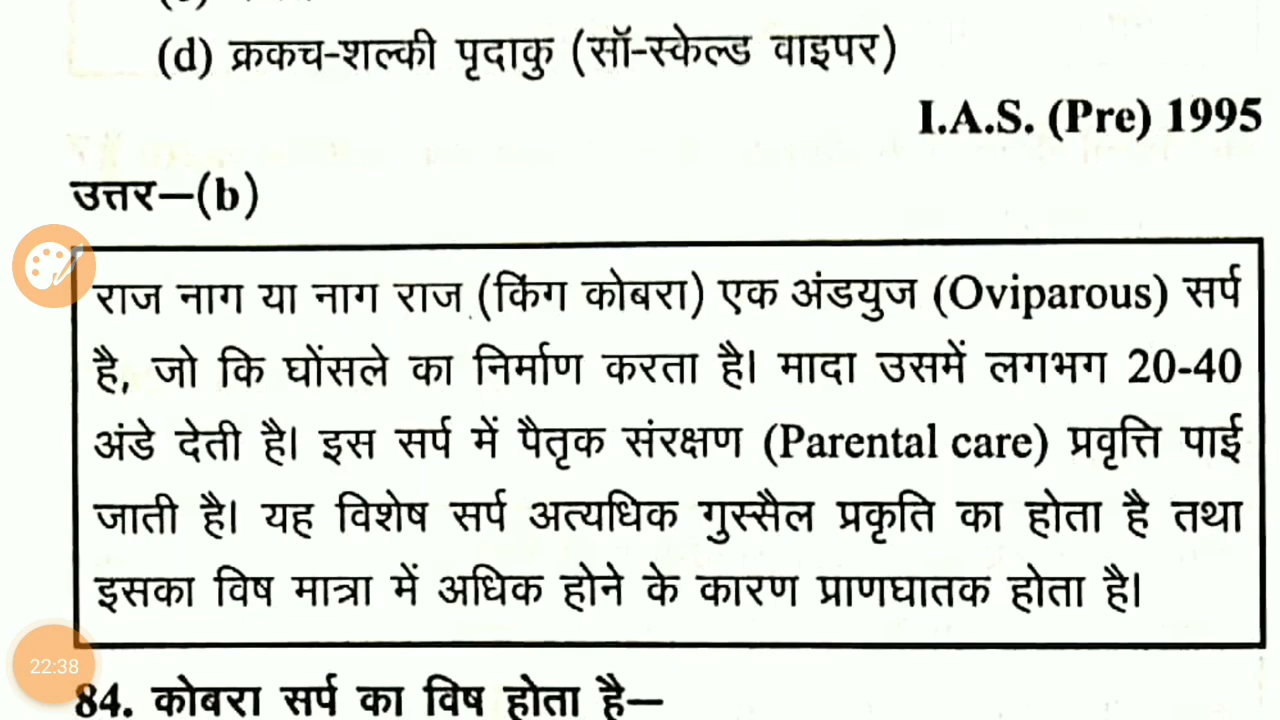 (d) क्रकच-शल्की पृदाकु (सॉ-स्केल्ड वाइपर)
I.A.S. (Pre) 1995
उत्तर–(b)
राज नाग या नाग राज (किंग कोबरा) एक अंडयुज (Oviparous) सर्प
है, जो कि घोंसले का निर्माण करता है। मादा उसमें लगभग 20-40
अंडे देती है। इस सर्प में पैतृक संरक्षण (Parental care) प्रवृत्ति पाई
जाती है। यह विशेष सर्प अत्यधिक गुस्सैल प्रकृति का होता है तथा
इसका विष मात्रा में अधिक होने के कारण प्राणघातक होता है।
22:38
84. कोबरा सर्प का विष होता है–